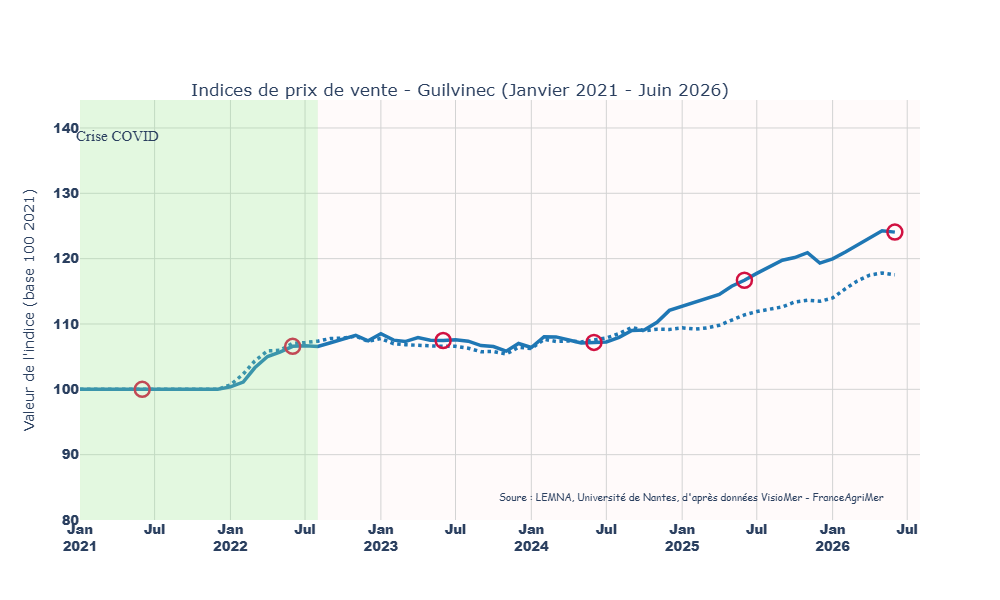 Indices de prix de vente - Guilvinec (Janvier 2021 - Juin 2026)
140
Crise COVID
130
120
110
100
90
80
Valeur de l'indice (base 100 2021)
Soure : LEMNA, Université de Nantes, d'après données VisioMer - FranceAgriMer
Jan Jul Jan Jul Jan Jul Jan Jul Jan Jul Jan Jul
2021 2022 2023 2024 2025 2026